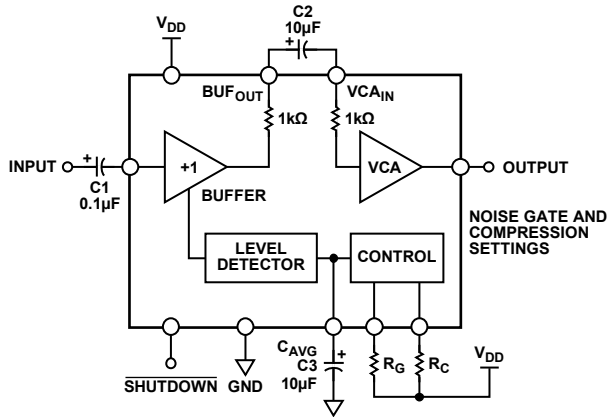 C2
10µF
+
VDD
BUFOUT
VCAIN
1kΩ
1kΩ
INPUT
+
C1
0.1µF
+1
BUFFER
VCA
OUTPUT
NOISE GATE AND
COMPRESSION
SETTINGS
LEVEL
DETECTOR
CONTROL
SHUTDOWN
GND
CAVG
C3
10µF
+
RG
RC
VDD